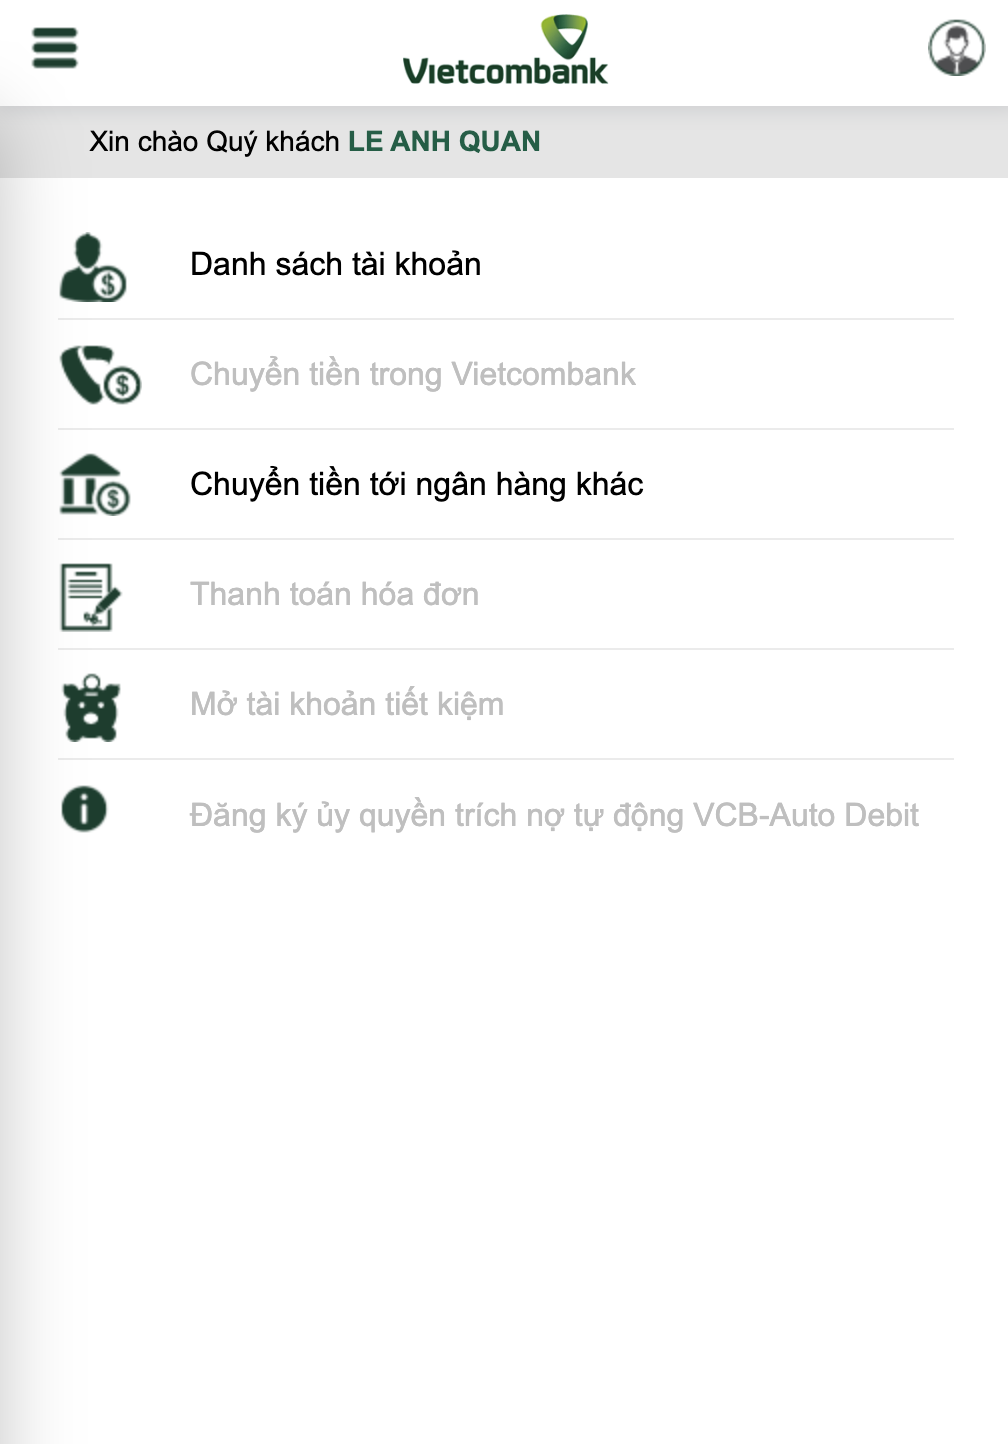 Vietcombank
Xin chào Quý khách LE ANH QUAN
Danh sách tài khoản
Chuyển tiền trong Vietcombank
Chuyển tiền tới ngân hàng khác
Thanh toán hóa đơn
Mở tài khoản tiết kiệm
Đăng ký ủy quyền trích nợ tự động VCB-Auto Debit